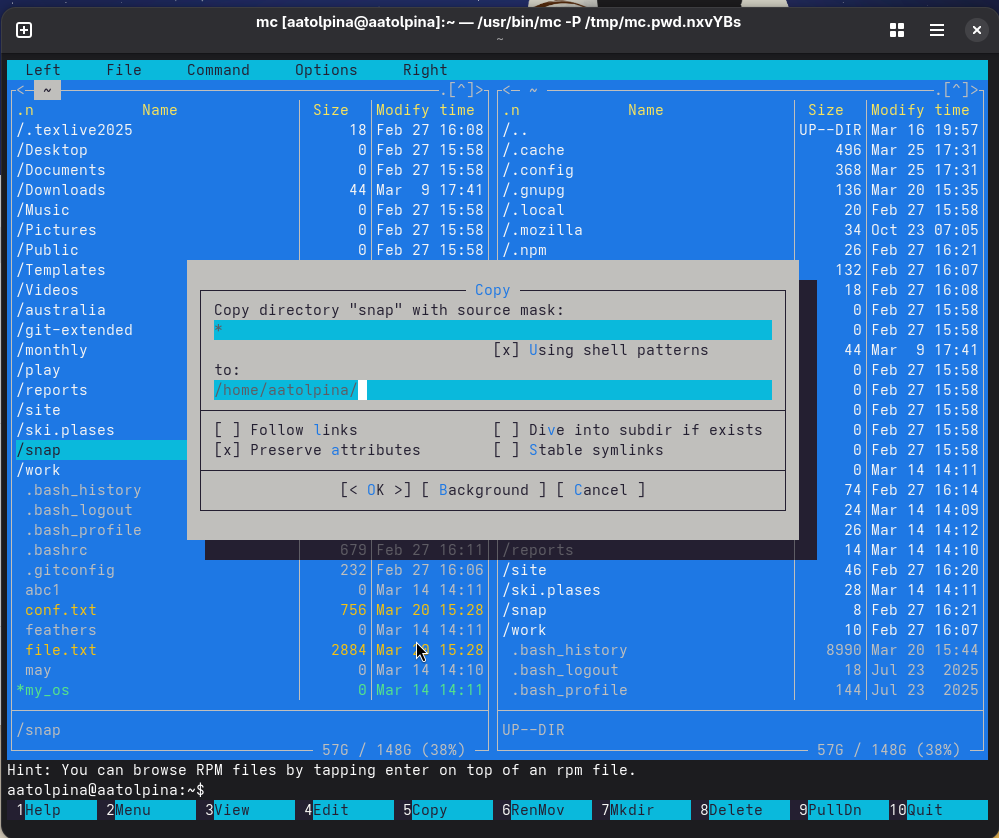 mc [aatolpina@aatolpina]:~ — /usr/bin/mc -P /tmp/mc.pwd.nxvYBs
~
Left File Command Options Right
<─ ~ .[^]> <─ ~ .[^]>
.n Name Size Modify time .n Name Size Modify time
/.texlive2025 18 Feb 27 16:08 /.. UP--DIR Mar 16 19:57
/Desktop 0 Feb 27 15:58 /.cache 496 Mar 25 17:31
/Documents 0 Feb 27 15:58 /.config 368 Mar 25 17:31
/Downloads 44 Mar 9 17:41 /.gnupg 136 Mar 20 15:35
/Music 0 Feb 27 15:58 /.local 20 Feb 27 15:58
/Pictures 0 Feb 27 15:58 /.mozilla 34 Oct 23 07:05
/Public 0 Feb 27 15:58 /.npm 26 Feb 27 16:21
/Templates 132 Feb 27 16:07
/Videos Copy 18 Feb 27 16:08
/australia Copy directory "snap" with source mask: 0 Feb 27 15:58
/git-extended * 0 Feb 27 15:58
/monthly [x] Using shell patterns 44 Mar 9 17:41
/play to: 0 Feb 27 15:58
/reports /home/aatolpina/ 0 Feb 27 15:58
/site 0 Feb 27 15:58
/ski.plases [ ] Follow links [ ] Dive into subdir if exists 0 Feb 27 15:58
/snap [x] Preserve attributes [ ] Stable symlinks 0 Feb 27 15:58
/work 0 Mar 14 14:11
.bash_history [< OK >] [ Background ] [ Cancel ] 74 Feb 27 16:14
.bash_logout 24 Mar 14 14:09
.bash_profile 26 Mar 14 14:12
.bashrc 679 Feb 27 16:11 /reports 14 Mar 14 14:10
.gitconfig 232 Feb 27 16:06 /site 46 Feb 27 16:20
abc1 0 Mar 14 14:11 /ski.plases 28 Mar 14 14:11
conf.txt 756 Mar 20 15:28 /snap 8 Feb 27 16:21
feathers 0 Mar 14 14:11 /work 10 Feb 27 16:07
file.txt 2884 Mar 20 15:28 .bash_history 8990 Mar 20 15:44
may 0 Mar 14 14:10 .bash_logout 18 Jul 23 2025
*my_os 0 Mar 14 14:11 .bash_profile 144 Jul 23 2025
/snap UP--DIR
57G / 148G (38%) 57G / 148G (38%)
Hint: You can browse RPM files by tapping enter on top of an rpm file.
aatolpina@aatolpina:~$
1Help 2Menu 3View 4Edit 5Copy 6RenMov 7Mkdir 8Delete 9PullDn 10Quit